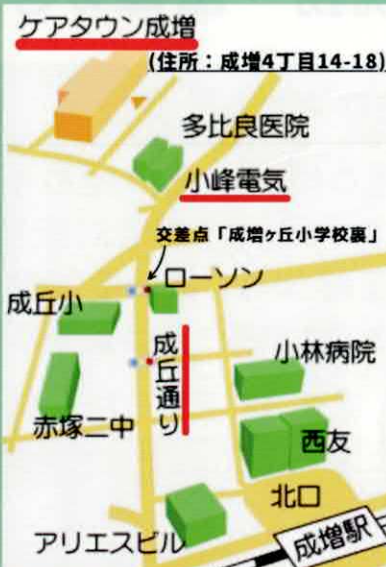 ケアタウン成増
(住所：成増4丁目14-18)
多比良医院
小峰電気
交差点「成増ヶ丘小学校裏」
ローソン
成丘小
成丘通り
小林病院
赤塚二中
西友
北口
アリエスビル
成増駅